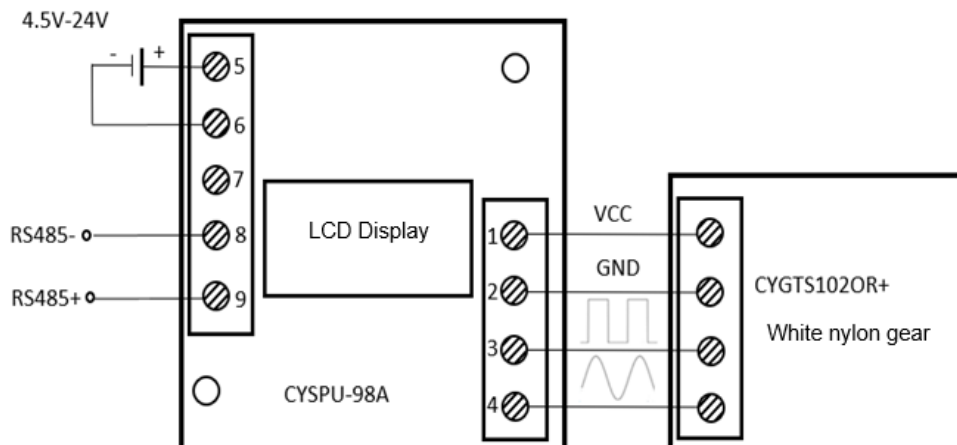 4.5V-24V
- +
5
6
7
8
9
RS485-
RS485+
LCD Display
1
2
3
4
VCC
GND
CYGTS102OR+
White nylon gear
CYSPU-98A